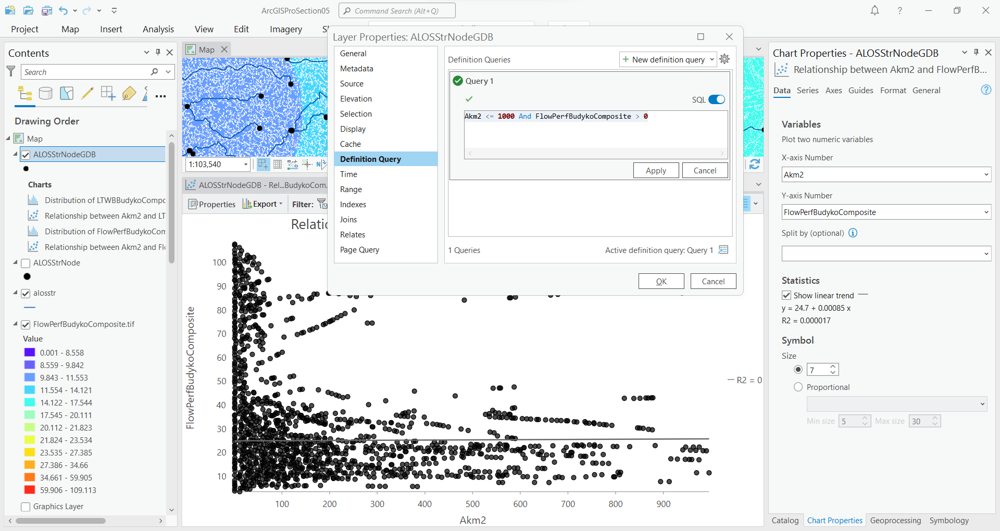 ArcGISProSection05
Command Search (Alt+Q)
Project Map Insert Analysis View Edit Imagery
Contents
Search
Drawing Order
Map
ALOSStrNodeGDB
Charts
Distribution of LTWBBudykoCompo
Relationship between Akm2 and LT
Distribution of FlowPerfBudykoCom
Relationship between Akm2 and Fl
ALOSStrNode
alosstr
FlowPerfBudykoComposite.tif
Value
0.001 - 8.558
8.559 - 9.842
9.843 - 11.553
11.554 - 14.121
14.122 - 17.544
17.545 - 20.111
20.112 - 21.823
21.824 - 23.534
23.535 - 27.385
27.386 - 34.66
34.661 - 59.905
59.906 - 109.113
Graphics Layer
Map
1:103,540
ALOSStrNodeGDB - Rel...BudykoCom.
Properties Export Filter:
Relatio
FlowPerfBudykoComposite
100
90
80
70
60
50
40
30
20
10
100 200 300 400 500 600 700 800 900
Akm2
R2 = 0
Layer Properties: ALOSStrNodeGDB
General
Metadata
Source
Elevation
Selection
Display
Cache
Definition Query
Time
Range
Indexes
Joins
Relates
Page Query
Definition Queries
New definition query
Query 1
SQL
Akm2 <= 1000 And FlowPerfBudykoComposite > 0
Apply Cancel
1 Queries
Active definition query: Query 1
OK Cancel
Chart Properties - ALOSStrNodeGDB
Relationship between Akm2 and FlowPerfB...
Data Series Axes Guides Format General
Variables
Plot two numeric variables
X-axis Number
Akm2
Y-axis Number
FlowPerfBudykoComposite
Split by (optional)
Statistics
Show linear trend
y = 24.7 + 0.00085 x
R2 = 0.000017
Symbol
Size
7
Proportional
Min size 5 Max size 30
Catalog Chart Properties Geoprocessing Symbology